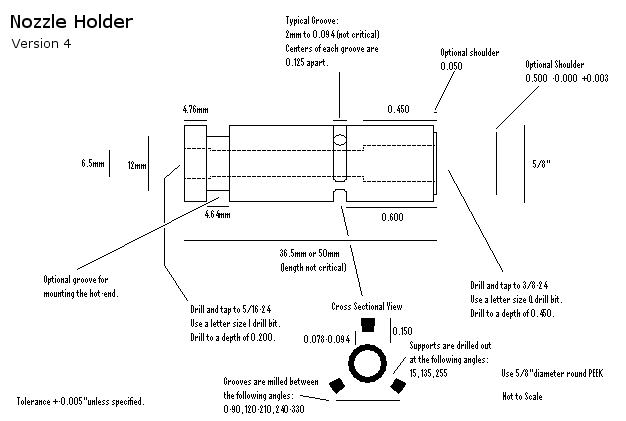 Nozzle Holder
Version 4
Typical Groove:
2mm to 0.094 (not critical)
Centers of each groove are
0.125 apart.
Optional shoulder
0.050
Optional Shoulder
0.500 -0.000 +0.003
4.76mm
0.450
6.5mm
12mm
5/8"
4.64mm
0.600
36.5mm or 50mm
(length not critical)
Optional groove for
mounting the hot-end.
Drill and tap to 5/16-24
Use a letter size I drill bit.
Drill to a depth of 0.200.
Drill and tap to 3/8-24
Use a letter size Q drill bit.
Drill to a depth of 0.450.
Cross Sectional View
0.078-0.094
0.150
Supports are drilled out
at the following angles:
15,135,255
Grooves are milled between
the following angles:
0-90,120-210,240-330
Use 5/8" diameter round PEEK
Not to Scale
Tolerance +-0.005" unless specified.